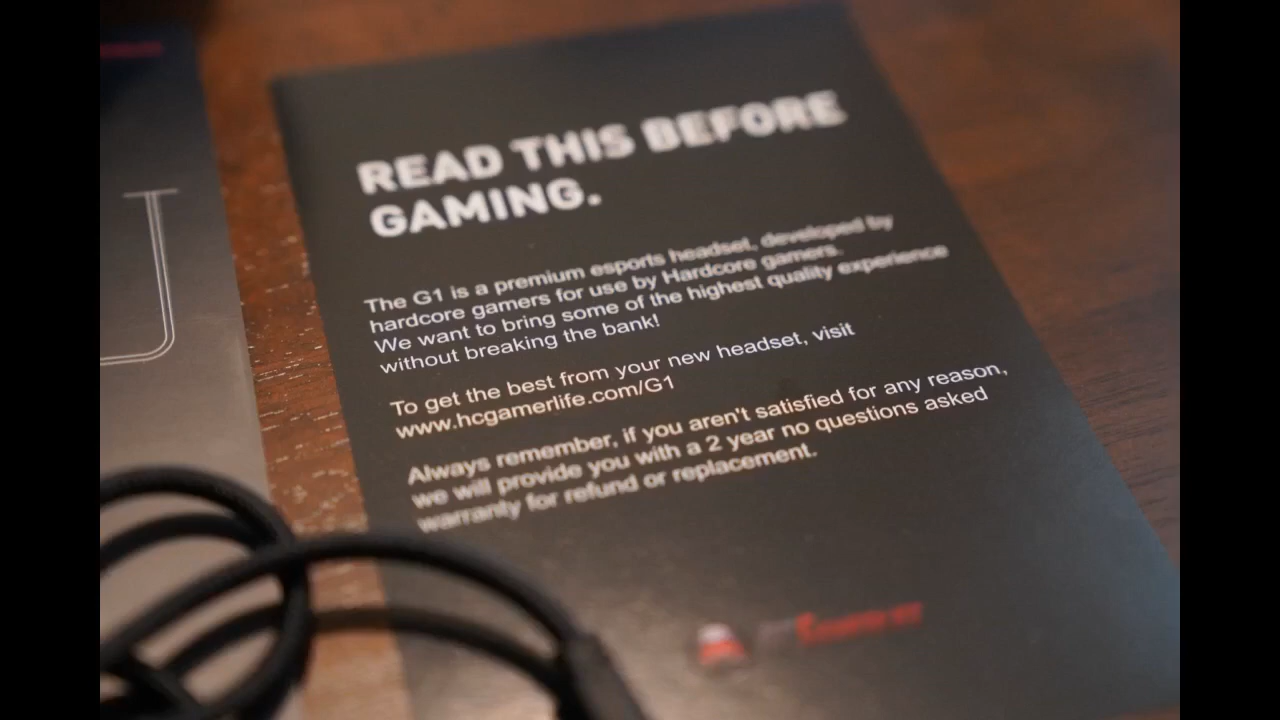 READ THIS BEFORE
GAMING.
The G1 is a premium esports headset, developed by
hardcore gamers for use by Hardcore gamers.
We want to bring some of the highest quality experience
without breaking the bank!
To get the best from your new headset, visit
www.hcgamerlife.com/G1
Always remember, if you aren't satisfied for any reason,
we will provide you with a 2 year no questions asked
warranty for refund or replacement.